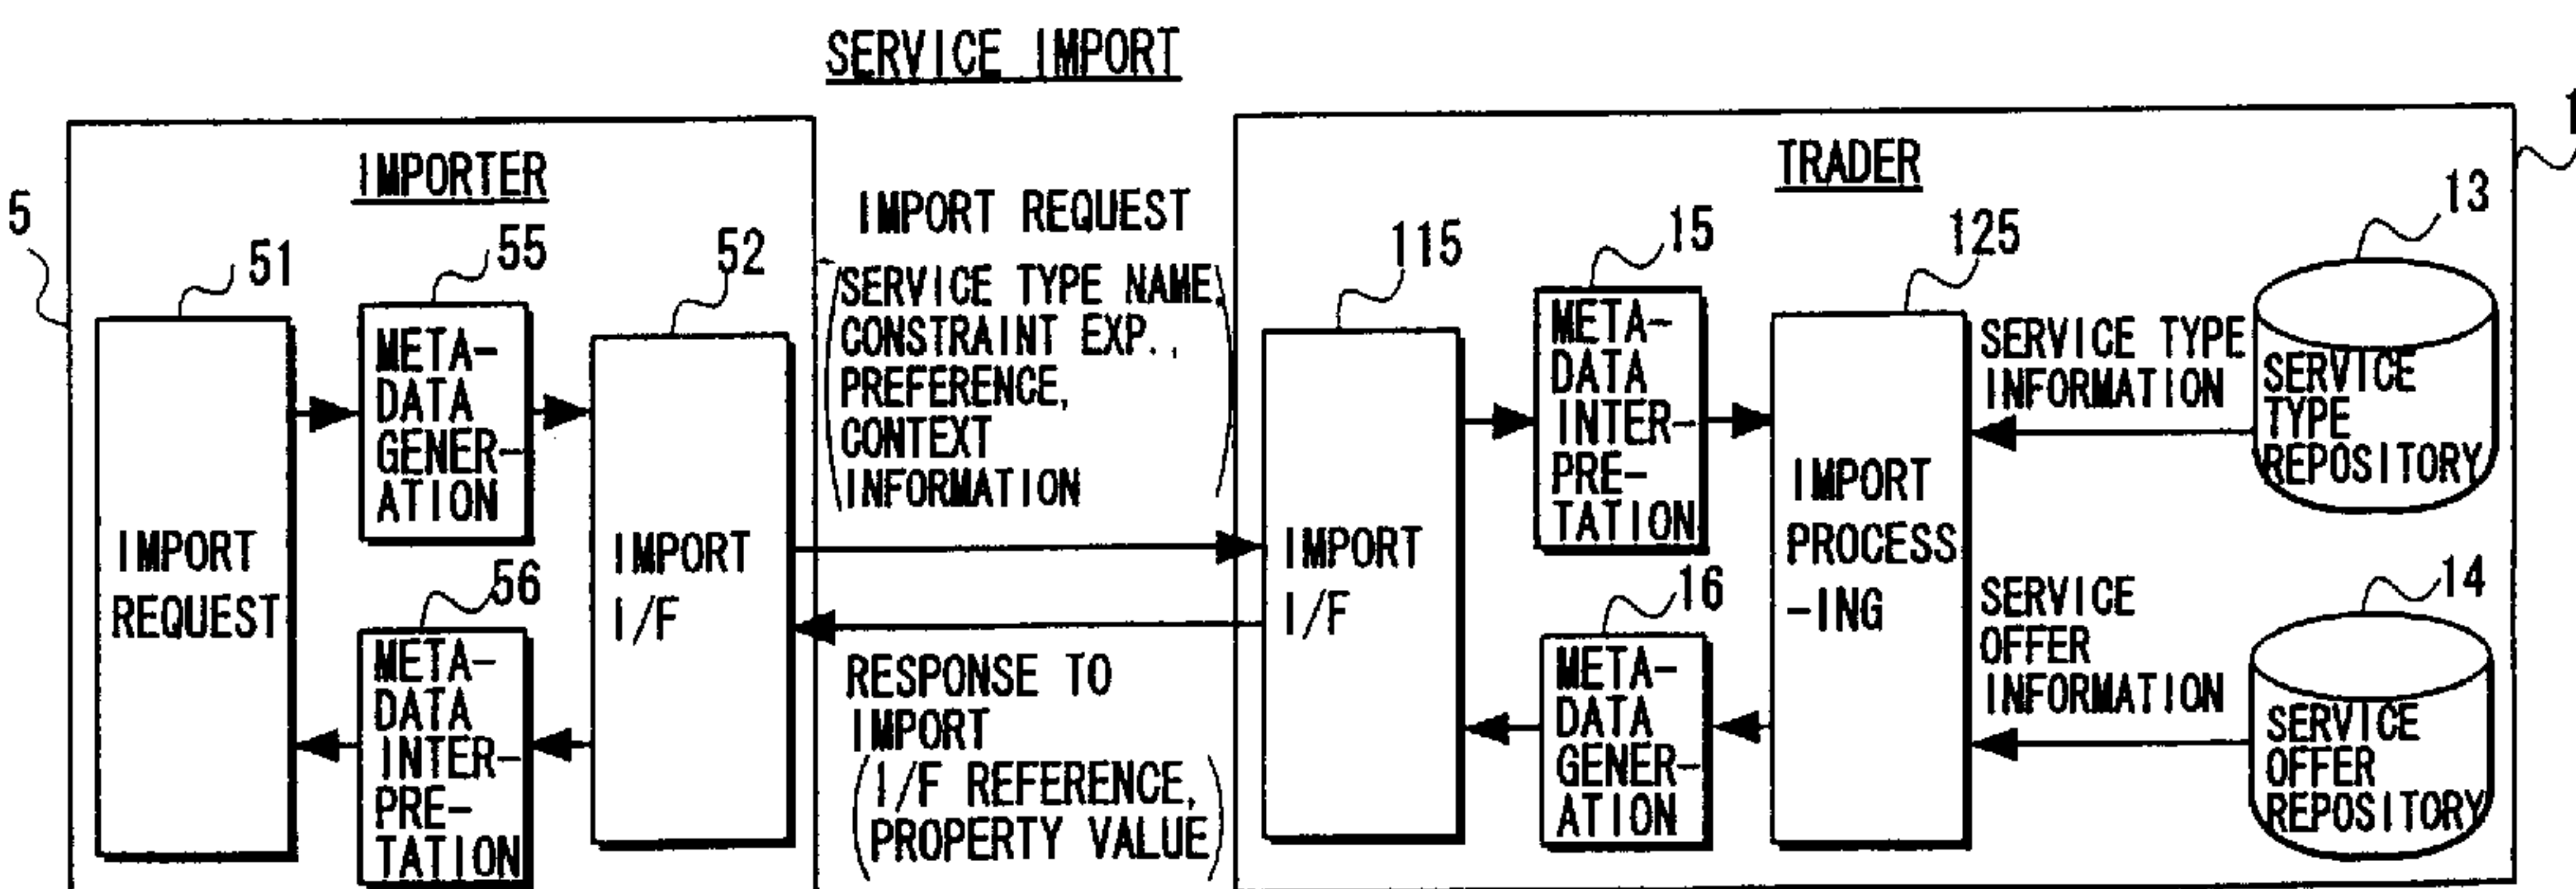 SERVICE IMPORT
IMPORTER
5
51
55
52
IMPORT
REQUEST
META-
DATA
GENER-
ATION
56
META-
DATA
INTER-
PRE-
TATION
IMPORT
I/F
IMPORT REQUEST
(SERVICE TYPE NAME,
CONSTRAINT EXP.,
PREFERENCE,
CONTEXT
INFORMATION)
RESPONSE TO
IMPORT
(I/F REFERENCE,
PROPERTY VALUE)
TRADER
1
115
15
125
13
IMPORT
I/F
META-
DATA
INTER-
PRE-
TATION
16
META-
DATA
GENER-
ATION
IMPORT
PROCESS
-ING
SERVICE TYPE
INFORMATION
SERVICE
TYPE
REPOSITORY
SERVICE
OFFER
INFORMATION
14
SERVICE
OFFER
REPOSITORY